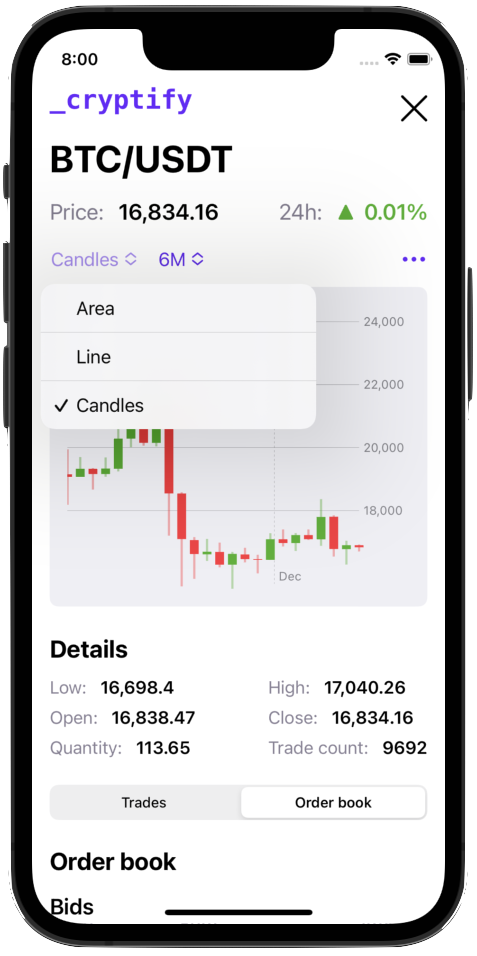 8:00
_cryptify
BTC/USDT
Price: 16,834.16 24h: ▲ 0.01%
Candles 6M
Area
Line
✓ Candles
24,000
22,000
20,000
18,000
Dec
Details
Low: 16,698.4 High: 17,040.26
Open: 16,838.47 Close: 16,834.16
Quantity: 113.65 Trade count: 9692
Trades Order book
Order book
Bids